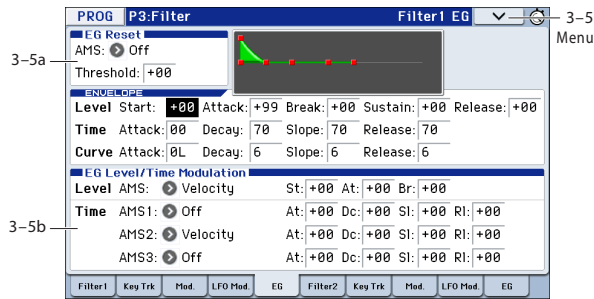 PROG P3:Filter Filter1 EG
3–5
Menu
EG Reset
AMS: Off
3–5a
Threshold: +00
ENVELOPE
Level Start: +00 Attack: +99 Break: +00 Sustain: +00 Release: +00
Time Attack: 00 Decay: 70 Slope: 70 Release: 70
Curve Attack: 0L Decay: 6 Slope: 6 Release: 6
EG Level/Time Modulation
Level AMS: Velocity St: +00 At: +00 Br: +00
Time AMS1: Off At: +00 Dc: +00 Sl: +00 Rl: +00
3–5b
AMS2: Velocity At: +00 Dc: +00 Sl: +00 Rl: +00
AMS3: Off At: +00 Dc: +00 Sl: +00 Rl: +00
Filter1 Key Trk Mod. LFO Mod. EG Filter2 Key Trk Mod. LFO Mod. EG